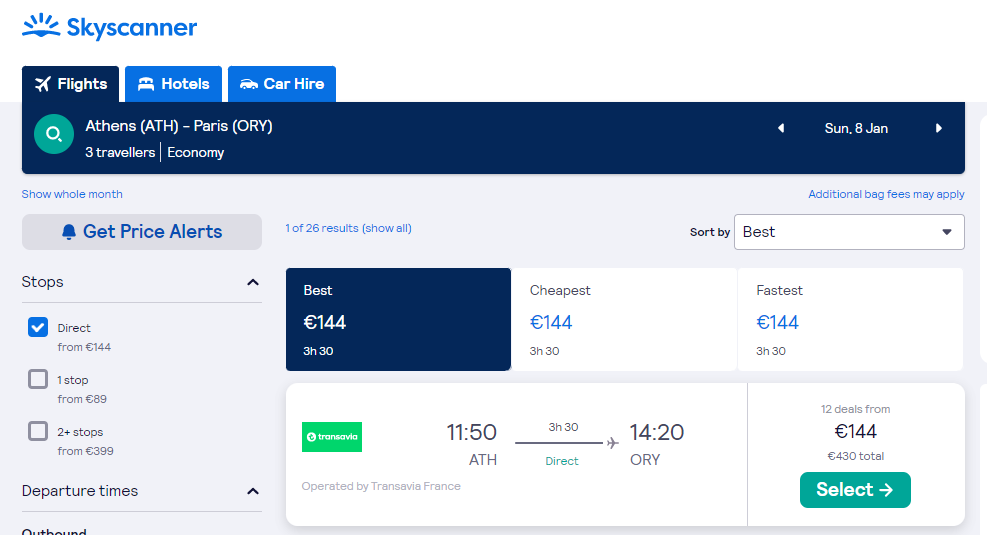 Skyscanner
Flights
Hotels
Car Hire
Athens (ATH) – Paris (ORY)
3 travellers | Economy
Sun, 8 Jan
Show whole month
Additional bag fees may apply
Get Price Alerts
1 of 26 results (show all)
Sort by
Best
Stops
Direct
from €144
1 stop
from €89
2+ stops
from €399
Departure times
Outbound
Best
€144
3h 30
Cheapest
€144
3h 30
Fastest
€144
3h 30
transavia
11:50
ATH
3h 30
Direct
14:20
ORY
Operated by Transavia France
12 deals from
€144
€430 total
Select →